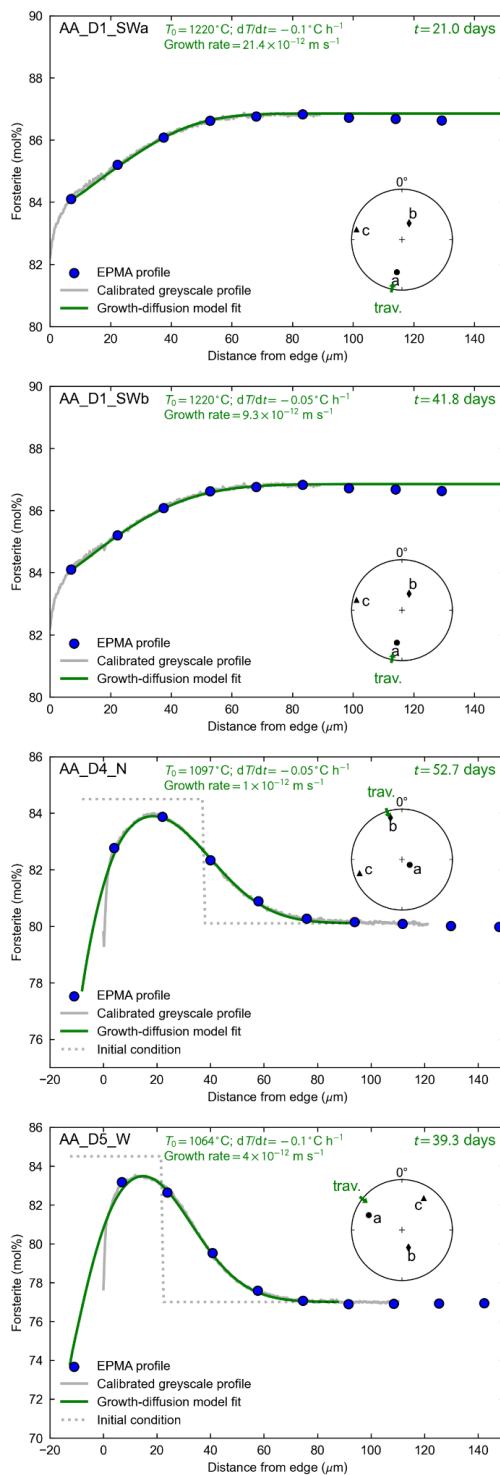 AA_D1_SWa
T₀ = 1220°C; dT/dt = −0.1°C h⁻¹
t = 21.0 days
Growth rate = 21.4 × 10⁻¹² m s⁻¹
90
88
86
84
82
80
Forsterite (mol%)
0°
b
c
a
trav.
EPMA profile
Calibrated greyscale profile
Growth-diffusion model fit
0 20 40 60 80 100 120 140
Distance from edge (μm)
AA_D1_SWb
T₀ = 1220°C; dT/dt = −0.05°C h⁻¹
t = 41.8 days
Growth rate = 9.3 × 10⁻¹² m s⁻¹
90
88
86
84
82
80
Forsterite (mol%)
0°
b
c
a
trav.
EPMA profile
Calibrated greyscale profile
Growth-diffusion model fit
0 20 40 60 80 100 120 140
Distance from edge (μm)
AA_D4_N
T₀ = 1097°C; dT/dt = −0.05°C h⁻¹
t = 52.7 days
Growth rate = 1 × 10⁻¹² m s⁻¹
86
84
82
80
78
76
Forsterite (mol%)
trav.
0°
b
a
c
EPMA profile
Calibrated greyscale profile
Growth-diffusion model fit
Initial condition
−20 0 20 40 60 80 100 120 140
Distance from edge (μm)
AA_D5_W
T₀ = 1064°C; dT/dt = −0.1°C h⁻¹
t = 39.3 days
Growth rate = 4 × 10⁻¹² m s⁻¹
86
84
82
80
78
76
74
72
70
Forsterite (mol%)
0°
trav.
c
a
b
EPMA profile
Calibrated greyscale profile
Growth-diffusion model fit
Initial condition
−20 0 20 40 60 80 100 120 140
Distance from edge (μm)